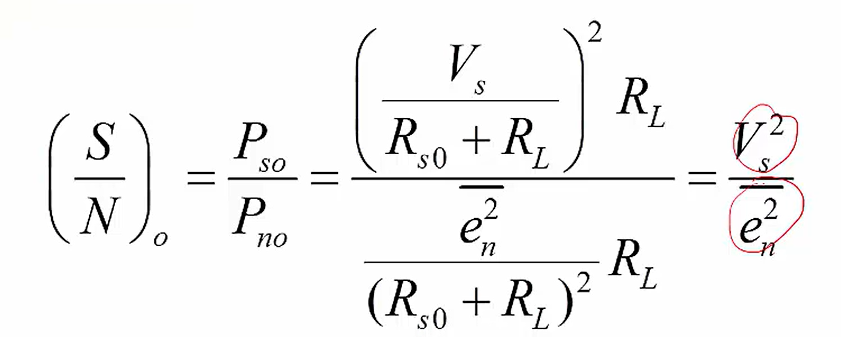 (S/N)_o = P_so/P_no = ((V_s/(R_s0 + R_L))^2 R_L)/((\overline{e_n^2}/(R_s0 + R_L)^2) R_L) = V_s^2/\overline{e_n^2}